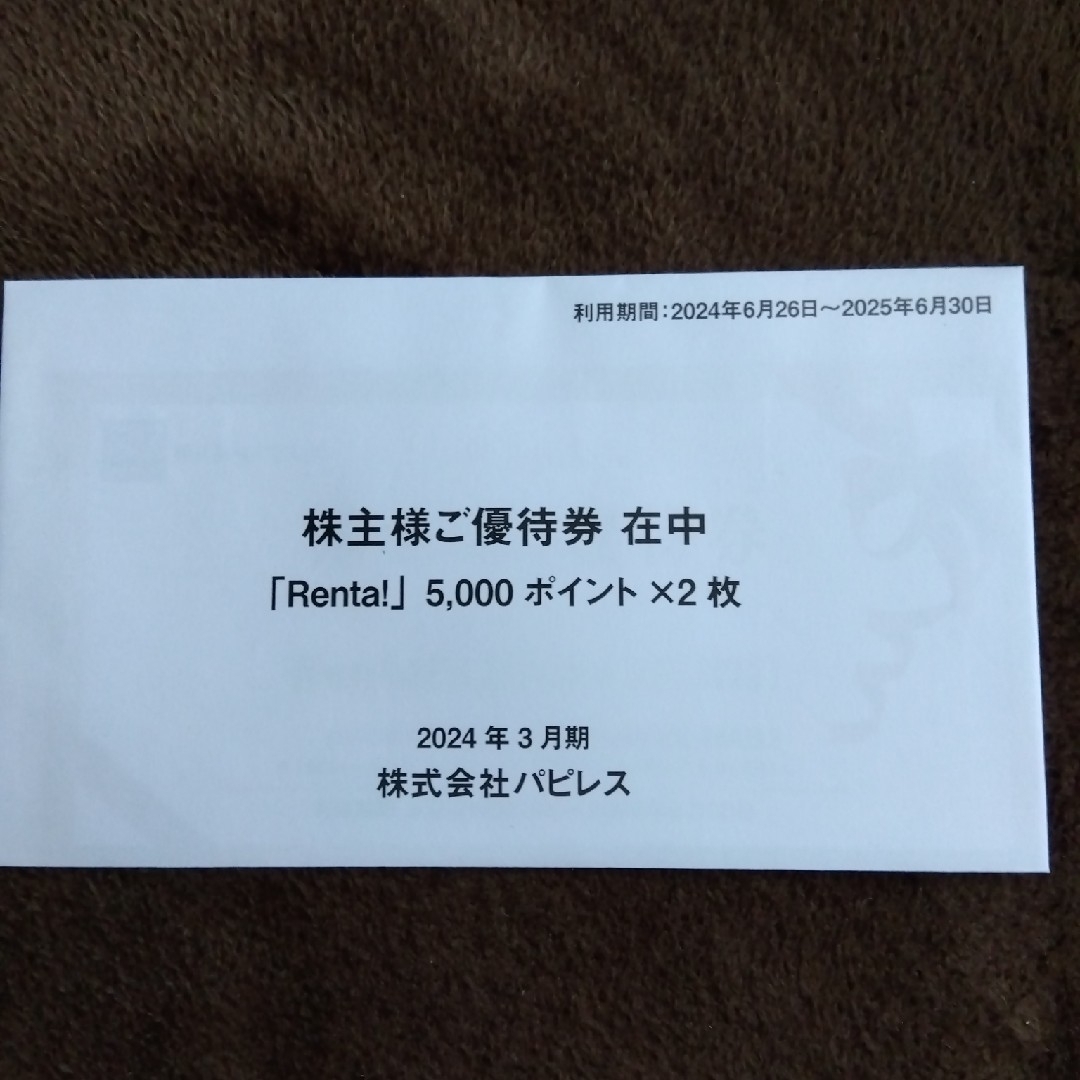 利用期間:2024年6月26日〜2025年6月30日
株主様ご優待券 在中
「Renta!」 5,000 ポイント ×2 枚
2024 年 3 月期
株式会社パピレス